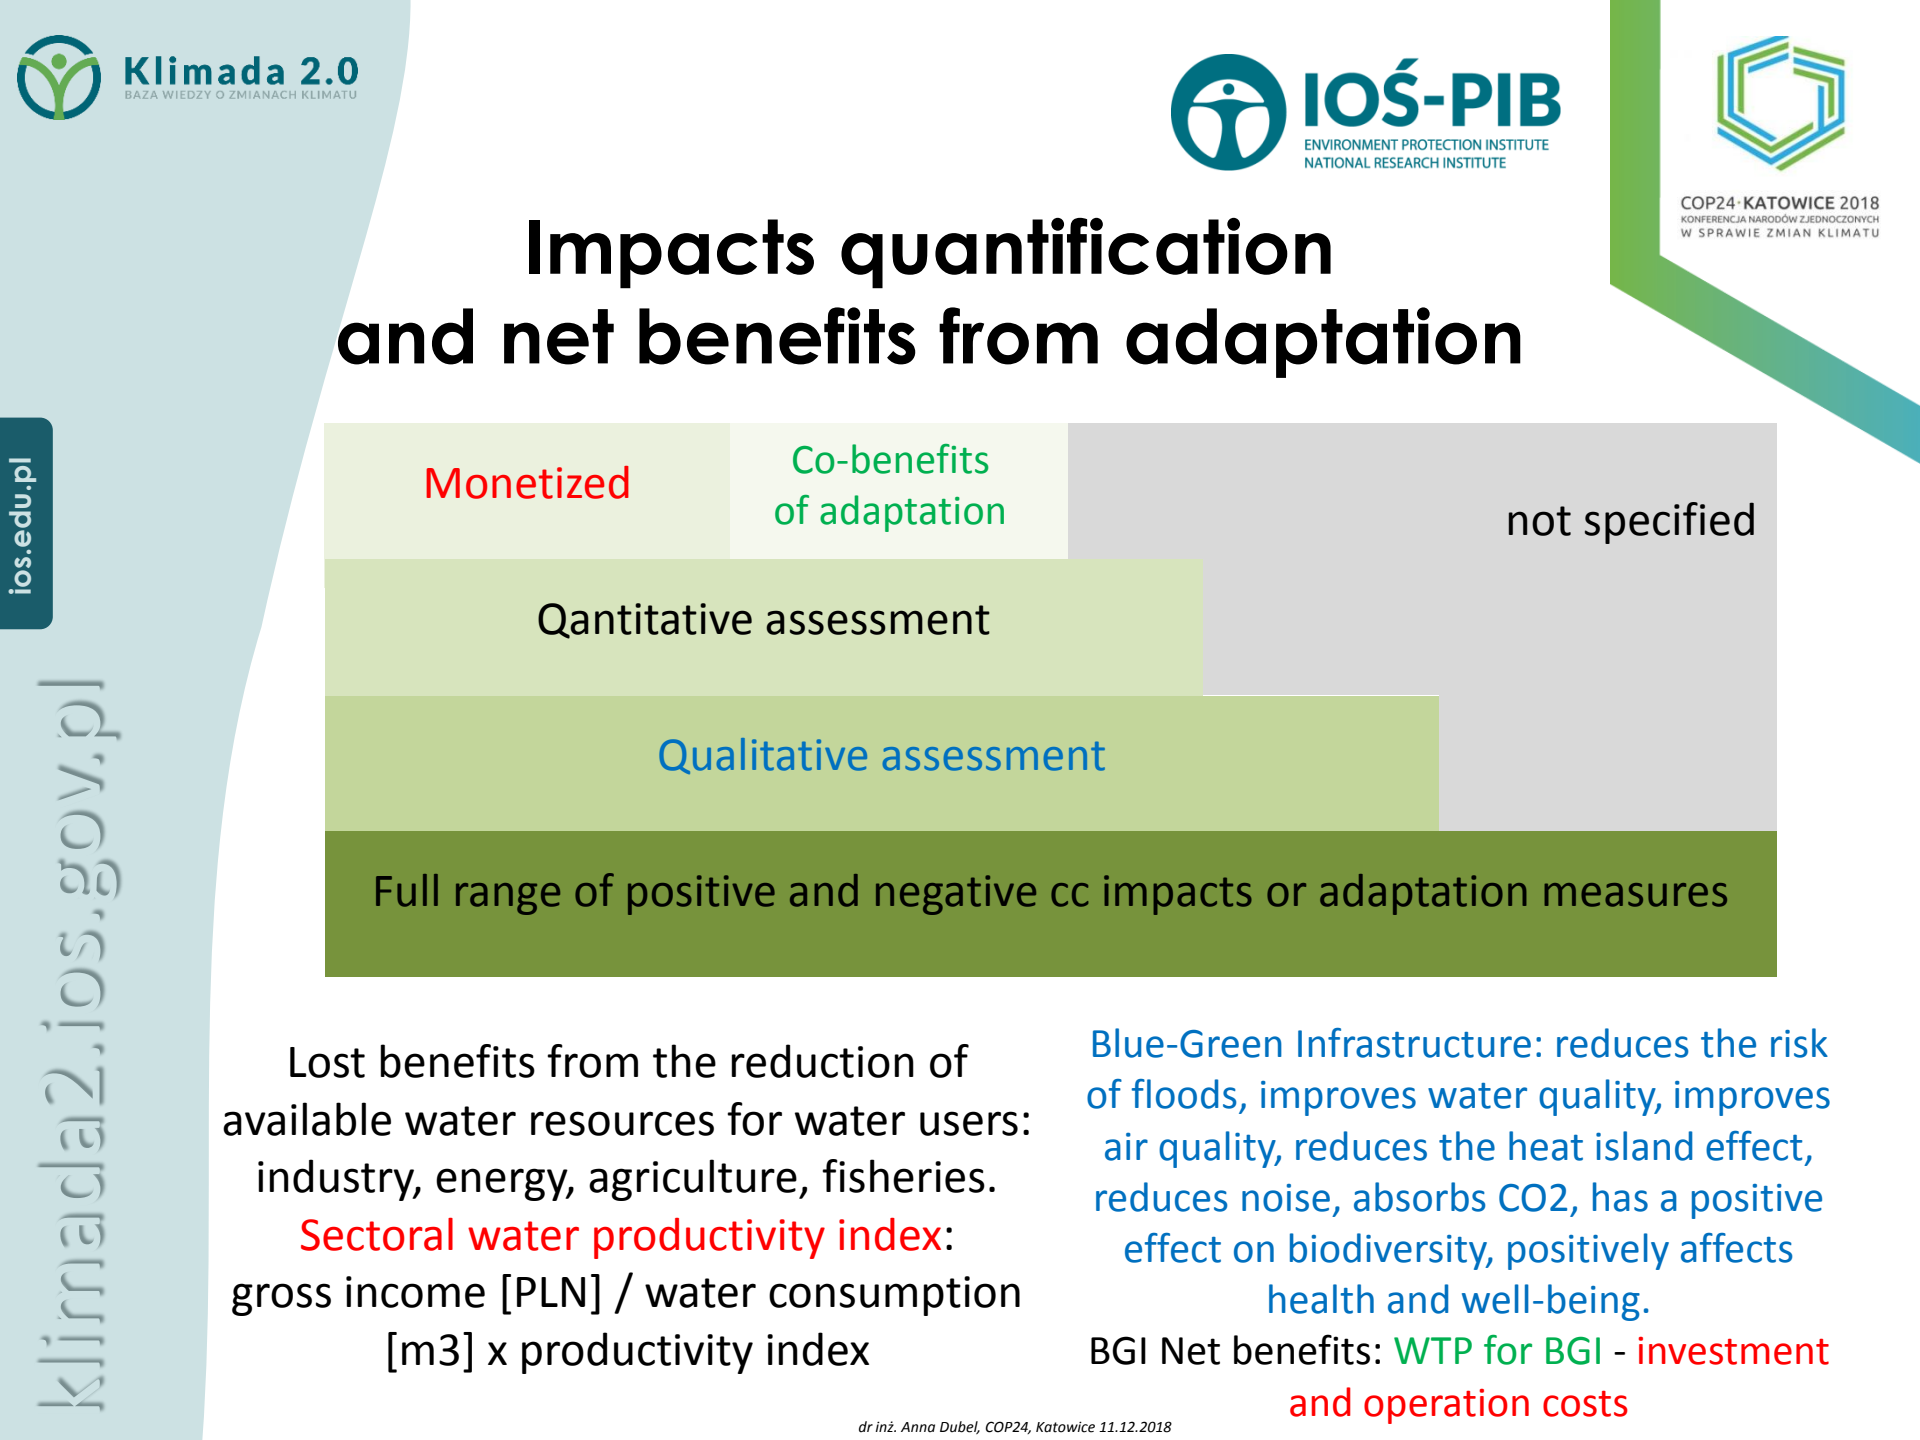 Klimada 2.0
BAZA WIEDZY O ZMIANACH KLIMATU
IOŚ-PIB
ENVIRONMENT PROTECTION INSTITUTE
NATIONAL RESEARCH INSTITUTE
COP24·KATOWICE 2018
KONFERENCJA NARODÓW ZJEDNOCZONYCH
W SPRAWIE ZMIAN KLIMATU
Impacts quantification
and net benefits from adaptation
ios.edu.pl
klimada2.ios.gov.pl
Monetized
Co-benefits
of adaptation
not specified
Qantitative assessment
Qualitative assessment
Full range of positive and negative cc impacts or adaptation measures
Lost benefits from the reduction of
available water resources for water users:
industry, energy, agriculture, fisheries.
Sectoral water productivity index:
gross income [PLN] / water consumption
[m3] x productivity index
Blue-Green Infrastructure: reduces the risk
of floods, improves water quality, improves
air quality, reduces the heat island effect,
reduces noise, absorbs CO2, has a positive
effect on biodiversity, positively affects
health and well-being.
BGI Net benefits: WTP for BGI - investment
and operation costs
dr inż. Anna Dubel, COP24, Katowice 11.12.2018